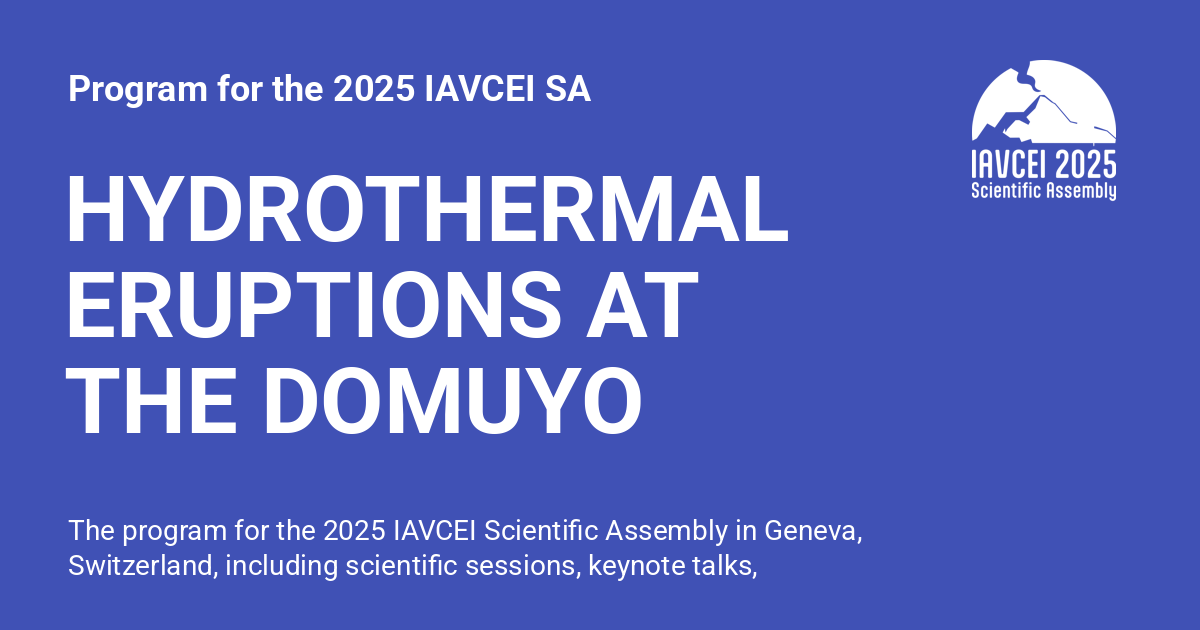 Program for the 2025 IAVCEI SA
IAVCEI 2025
Scientific Assembly
HYDROTHERMAL
ERUPTIONS AT
THE DOMUYO
The program for the 2025 IAVCEI Scientific Assembly in Geneva,
Switzerland, including scientific sessions, keynote talks,